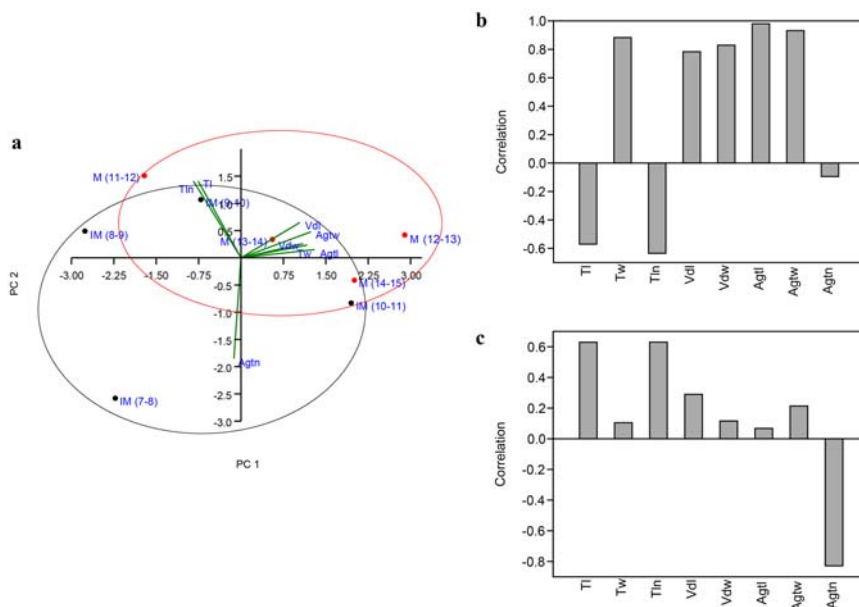 a
M (11-12)
Tln
Tl
IM (9-10)
IM (8-9)
M (13-14)
Vdl
Agtw
Vdw
Tw
Agtl
M (12-13)
M (14-15)
IM (10-11)
Agtn
IM (7-8)
1.5
1.0
0.5
-3.00 -2.25 -1.50 -0.75 0.75 1.50 2.25 3.00
-0.5
-1.0
-1.5
-2.0
-2.5
-3.0
PC 2
PC 1
b
1.0
0.8
0.6
0.4
0.2
0.0
-0.2
-0.4
-0.6
Correlation
Tl Tw Tln Vdl Vdw Agtl Agtw Agtn
c
0.6
0.4
0.2
0.0
-0.2
-0.4
-0.6
-0.8
Correlation
Tl Tw Tln Vdl Vdw Agtl Agtw Agtn